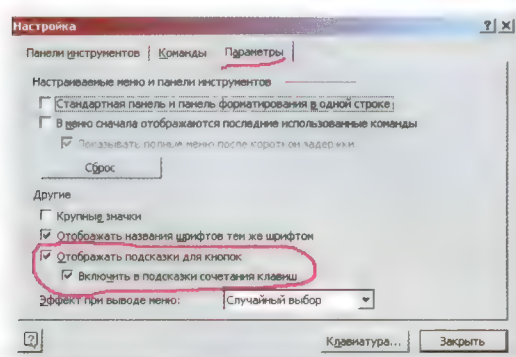 Настройка
Панели инструментов Команды Параметры
Настраиваемые меню и панели инструментов
Стандартная панель и панель форматирования в одной строке
В меню сначала отображаются последние использованные команды
Показывать полные меню после короткой задержки
Сброс
Другие
Крупные значки
Отображать названия шрифтов тем же шрифтом
Отображать подсказки для кнопок
Включить в подсказки сочетания клавиш
Эффект при выводе меню: Случайный выбор
Клавиатура... Закрыть